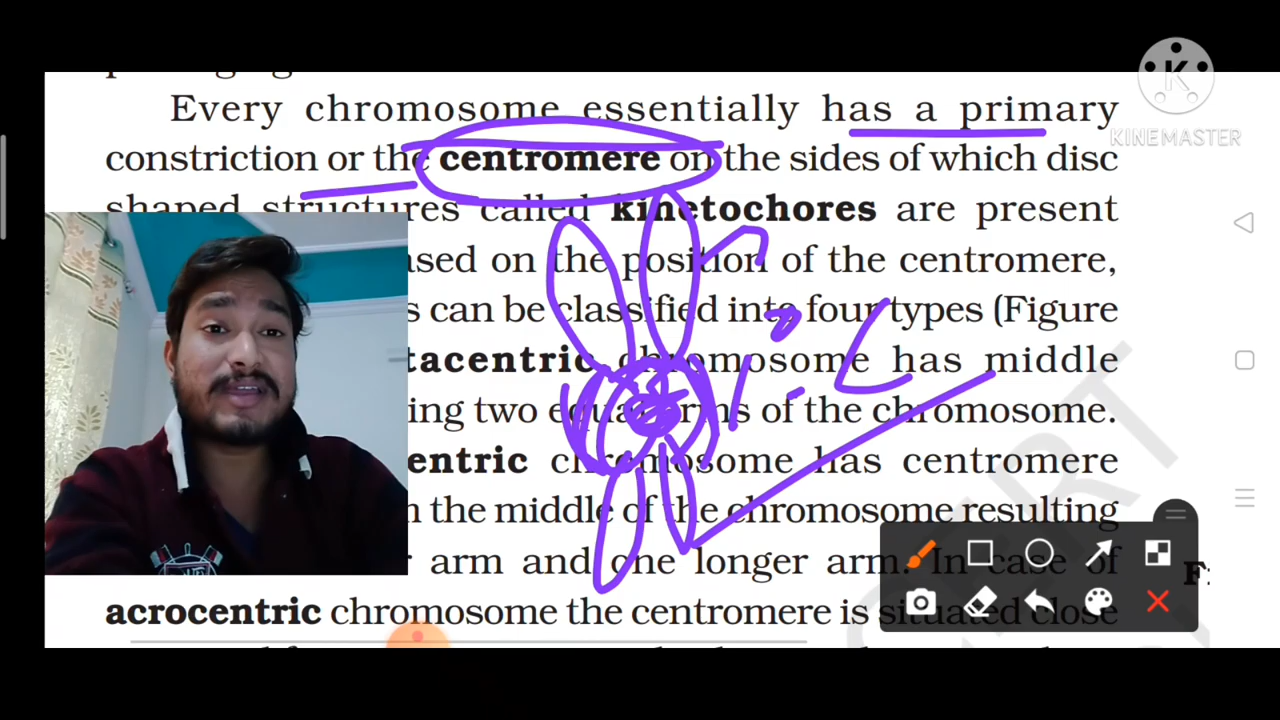 Every chromosome essentially has a primary
constriction or the centromere on the sides of which disc
shaped structures called kinetochores are present
ased on the position of the centromere,
s can be classified into four types (Figure
tacentric chromosome has middle
ing two equal arms of the chromosome.
entric chromosome has centromere
the middle of the chromosome resulting
arm and one longer arm. In case of
acrocentric chromosome the centromere is situated close
K
KINEMASTER